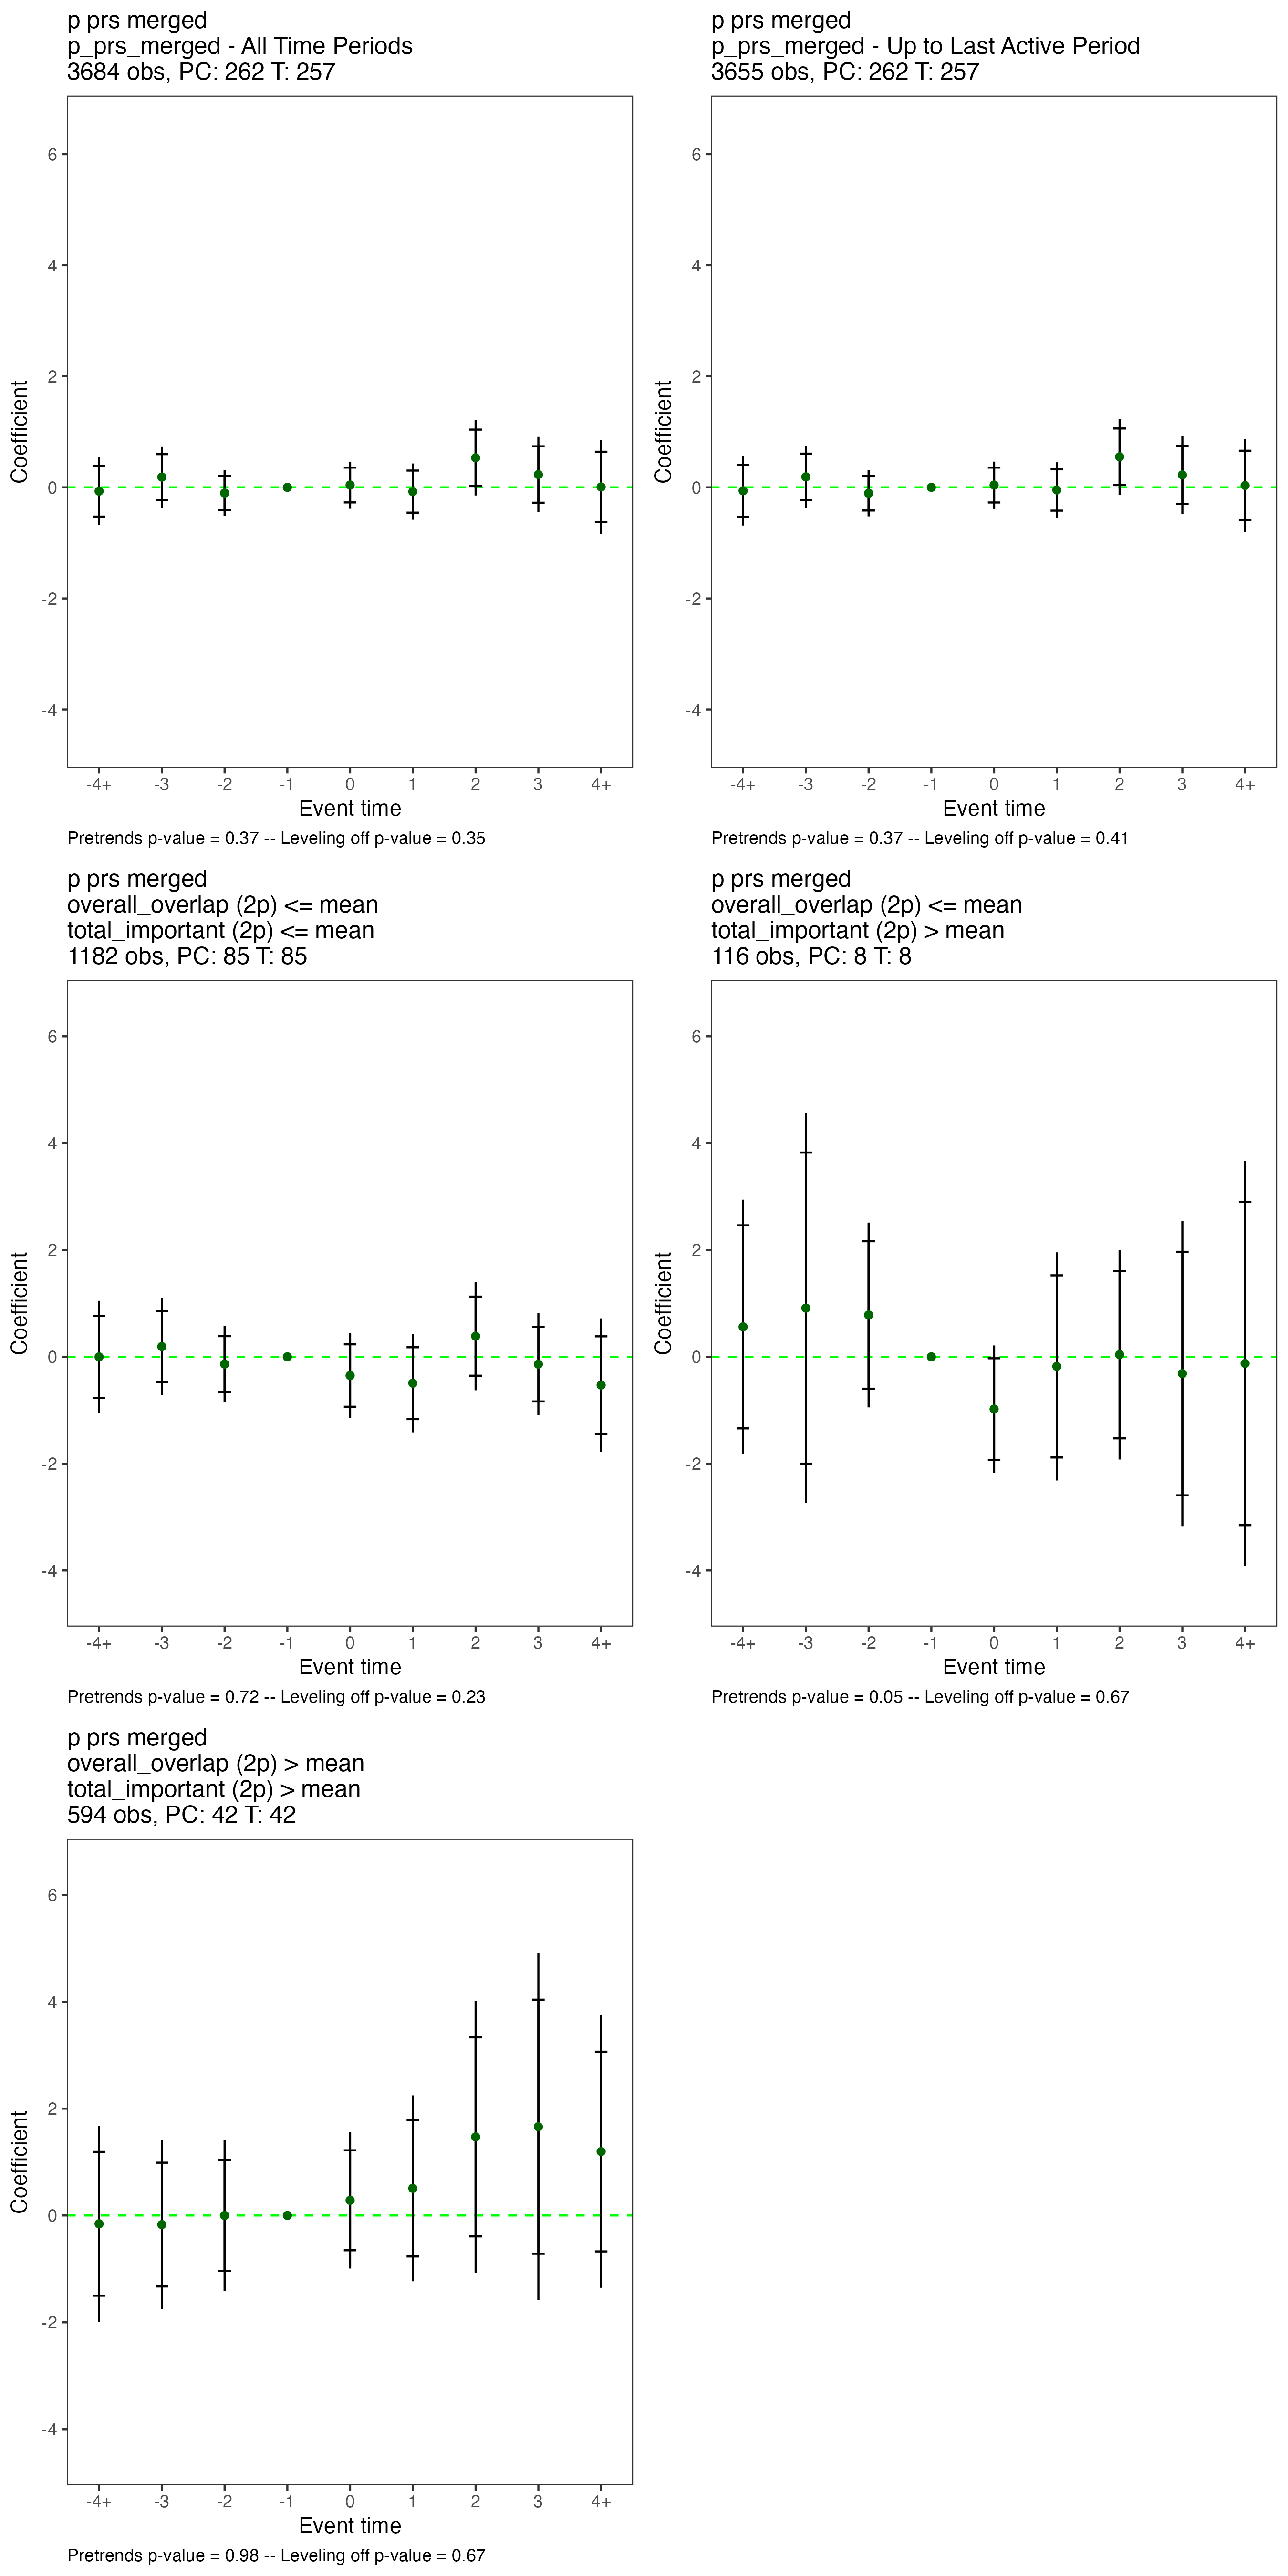 p prs merged
p_prs_merged - All Time Periods
3684 obs, PC: 262 T: 257
6
4
2
0
-2
-4
Coefficient
-4+ -3 -2 -1 0 1 2 3 4+
Event time
Pretrends p-value = 0.37 -- Leveling off p-value = 0.35
p prs merged
p_prs_merged - Up to Last Active Period
3655 obs, PC: 262 T: 257
6
4
2
0
-2
-4
Coefficient
-4+ -3 -2 -1 0 1 2 3 4+
Event time
Pretrends p-value = 0.37 -- Leveling off p-value = 0.41
p prs merged
overall_overlap (2p) <= mean
total_important (2p) <= mean
1182 obs, PC: 85 T: 85
6
4
2
0
-2
-4
Coefficient
-4+ -3 -2 -1 0 1 2 3 4+
Event time
Pretrends p-value = 0.72 -- Leveling off p-value = 0.23
p prs merged
overall_overlap (2p) <= mean
total_important (2p) > mean
116 obs, PC: 8 T: 8
6
4
2
0
-2
-4
Coefficient
-4+ -3 -2 -1 0 1 2 3 4+
Event time
Pretrends p-value = 0.05 -- Leveling off p-value = 0.67
p prs merged
overall_overlap (2p) > mean
total_important (2p) > mean
594 obs, PC: 42 T: 42
6
4
2
0
-2
-4
Coefficient
-4+ -3 -2 -1 0 1 2 3 4+
Event time
Pretrends p-value = 0.98 -- Leveling off p-value = 0.67